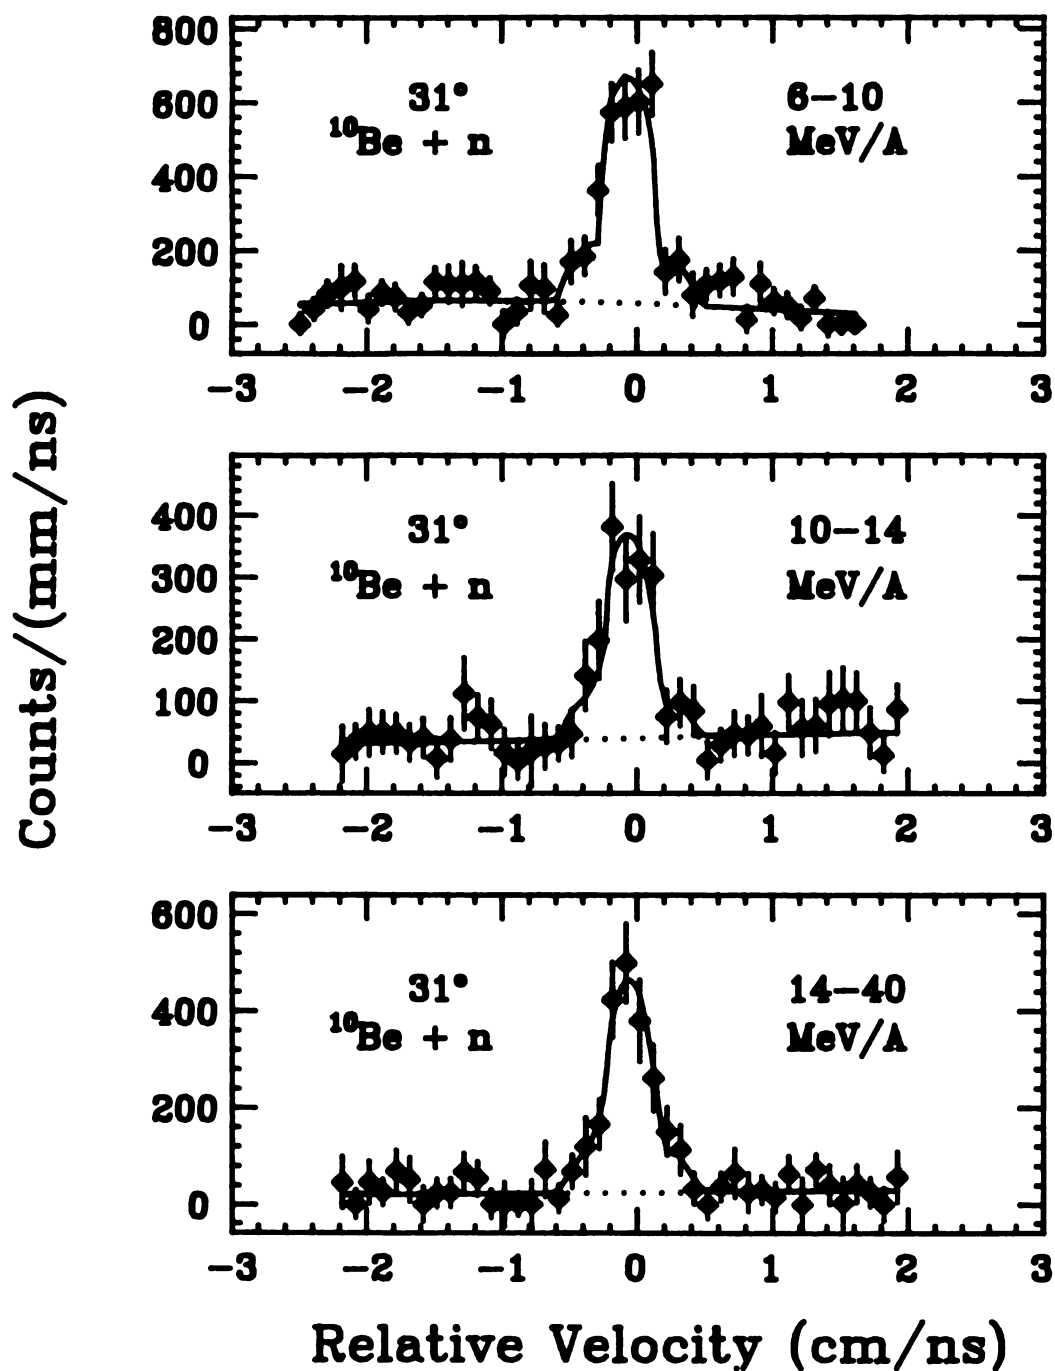 Counts/(mm/ns)
800
600
400
200
0
31°
¹⁰Be + n
6−10
MeV/A
−3 −2 −1 0 1 2 3
400
300
200
100
0
31°
¹⁰Be + n
10−14
MeV/A
−3 −2 −1 0 1 2 3
600
400
200
0
31°
¹⁰Be + n
14−40
MeV/A
−3 −2 −1 0 1 2 3
Relative Velocity (cm/ns)